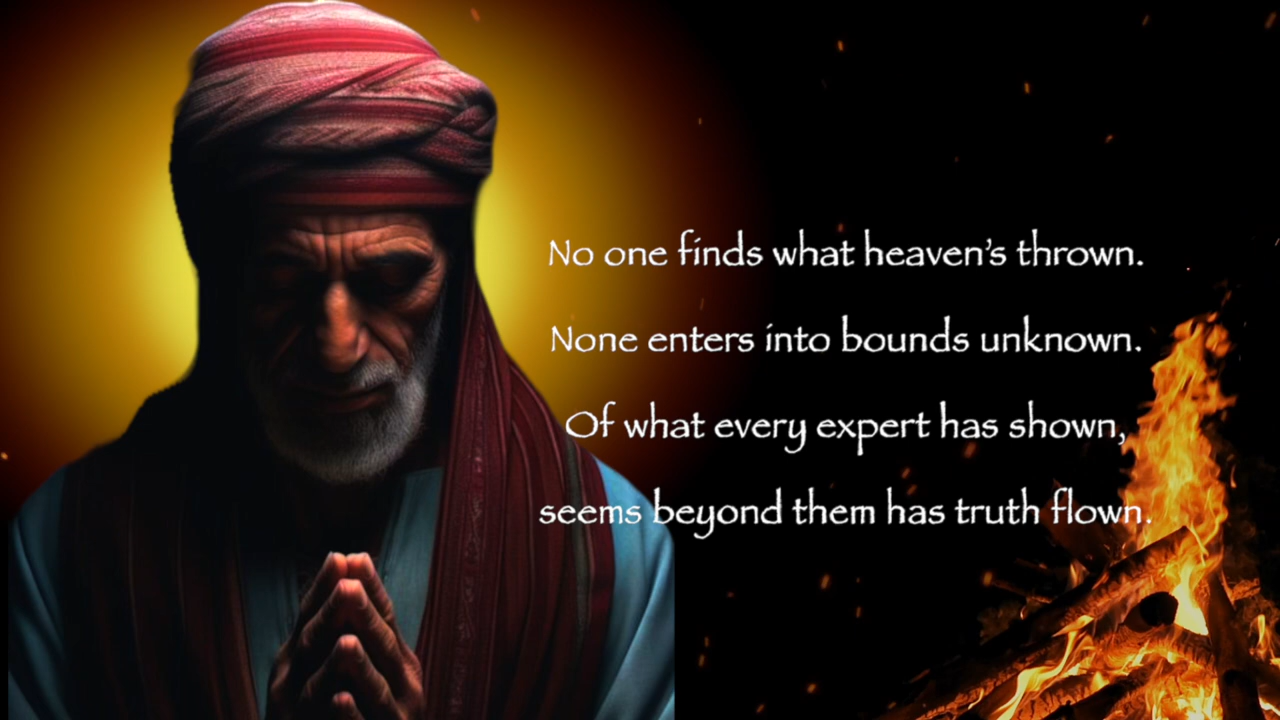 No one finds what heaven’s thrown.
None enters into bounds unknown.
Of what every expert has shown,
seems beyond them has truth flown.